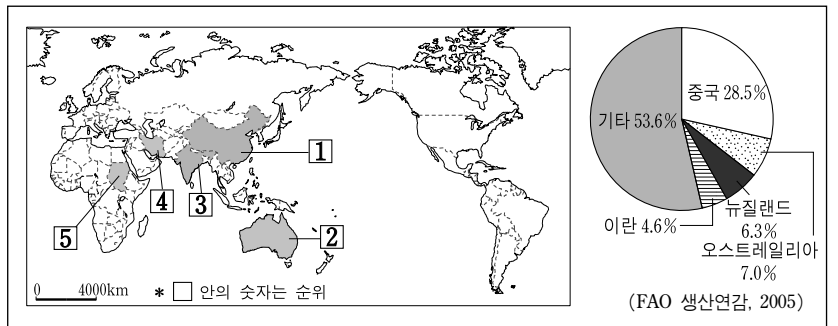 1
2
3
4
5
0 4000km
* □ 안의 숫자는 순위
중국 28.5%
기타 53.6%
이란 4.6%
뉴질랜드
6.3%
오스트레일리아
7.0%
(FAO 생산연감, 2005)